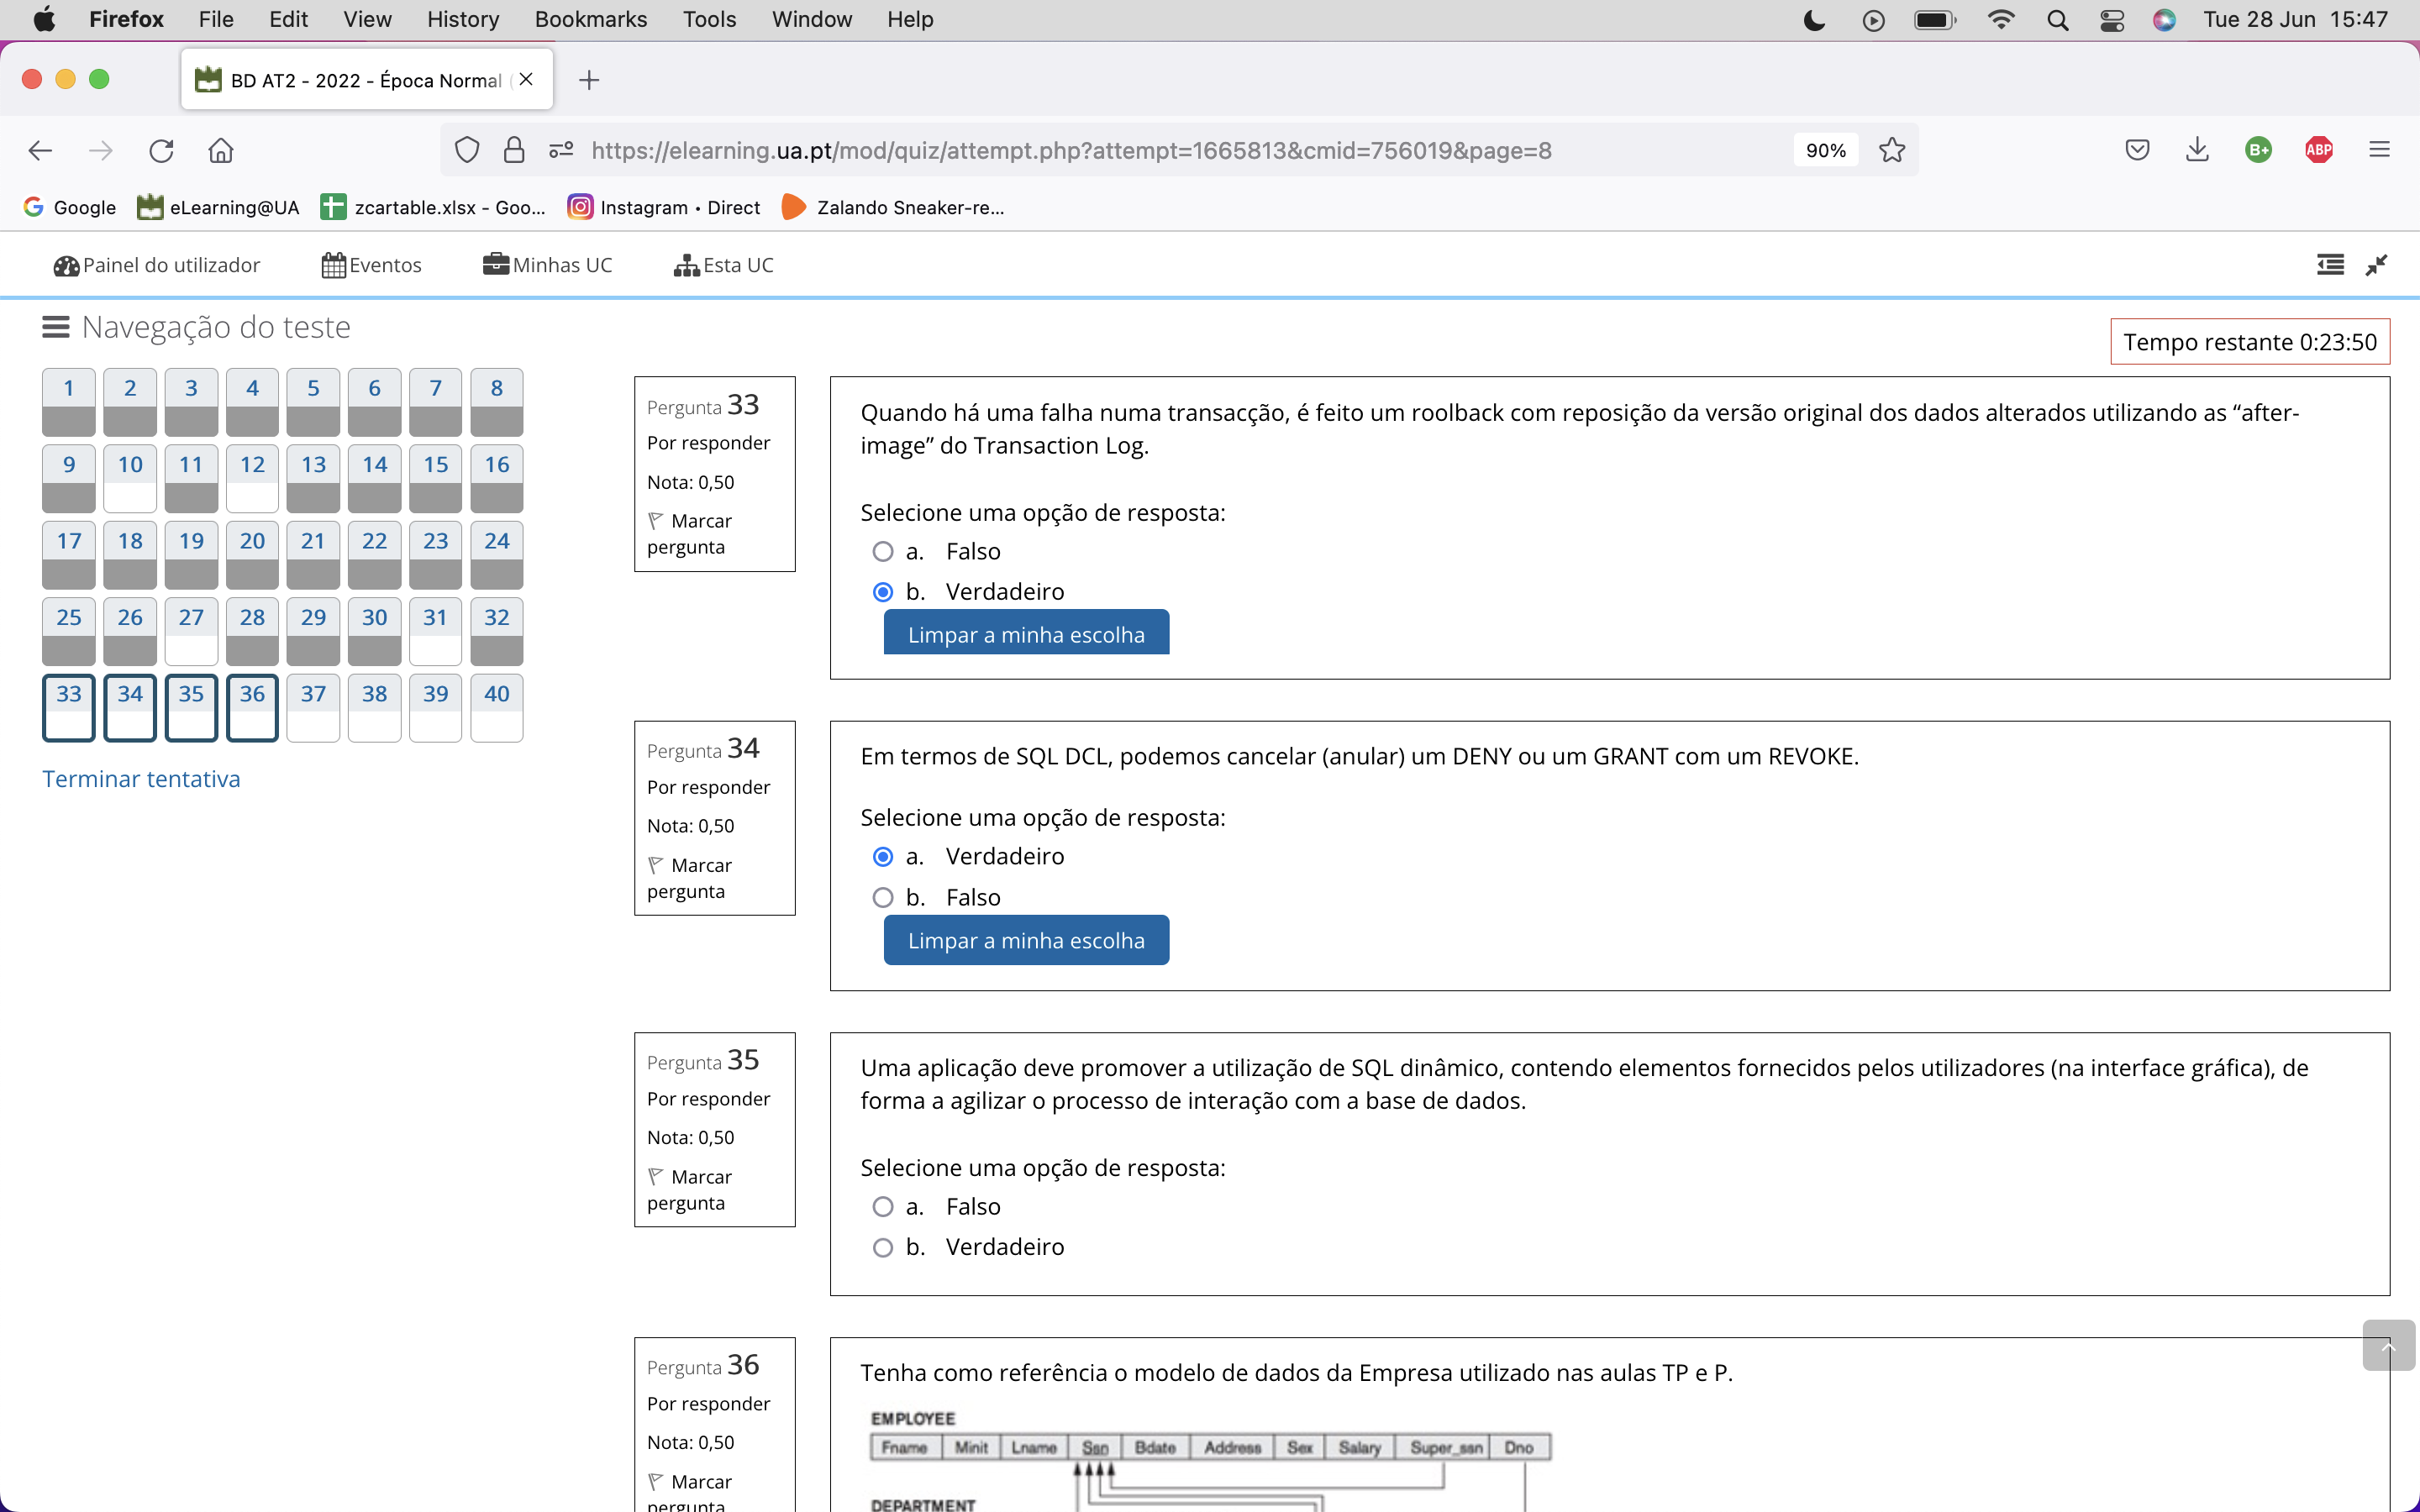 Firefox File Edit View History Bookmarks Tools Window Help Tue 28 Jun 15:47
BD AT2 - 2022 - Época Normal (
https://elearning.ua.pt/mod/quiz/attempt.php?attempt=1665813&cmid=756019&page=8 90% B+ ABP
Google eLearning@UA zcartable.xlsx - Goo... Instagram • Direct Zalando Sneaker-re...
Painel do utilizador Eventos Minhas UC Esta UC
Navegação do teste
1 2 3 4 5 6 7 8
9 10 11 12 13 14 15 16
17 18 19 20 21 22 23 24
25 26 27 28 29 30 31 32
33 34 35 36 37 38 39 40
Terminar tentativa
Tempo restante 0:23:50
Pergunta 33
Por responder
Nota: 0,50
Marcar
pergunta
Quando há uma falha numa transacção, é feito um roolback com reposição da versão original dos dados alterados utilizando as “after-
image” do Transaction Log.
Selecione uma opção de resposta:
a. Falso
b. Verdadeiro
Limpar a minha escolha
Pergunta 34
Por responder
Nota: 0,50
Marcar
pergunta
Em termos de SQL DCL, podemos cancelar (anular) um DENY ou um GRANT com um REVOKE.
Selecione uma opção de resposta:
a. Verdadeiro
b. Falso
Limpar a minha escolha
Pergunta 35
Por responder
Nota: 0,50
Marcar
pergunta
Uma aplicação deve promover a utilização de SQL dinâmico, contendo elementos fornecidos pelos utilizadores (na interface gráfica), de
forma a agilizar o processo de interação com a base de dados.
Selecione uma opção de resposta:
a. Falso
b. Verdadeiro
Pergunta 36
Por responder
Nota: 0,50
Marcar
pergunta
Tenha como referência o modelo de dados da Empresa utilizado nas aulas TP e P.
EMPLOYEE
Fname Minit Lname Ssn Bdate Address Sex Salary Super_ssn Dno
DEPARTMENT